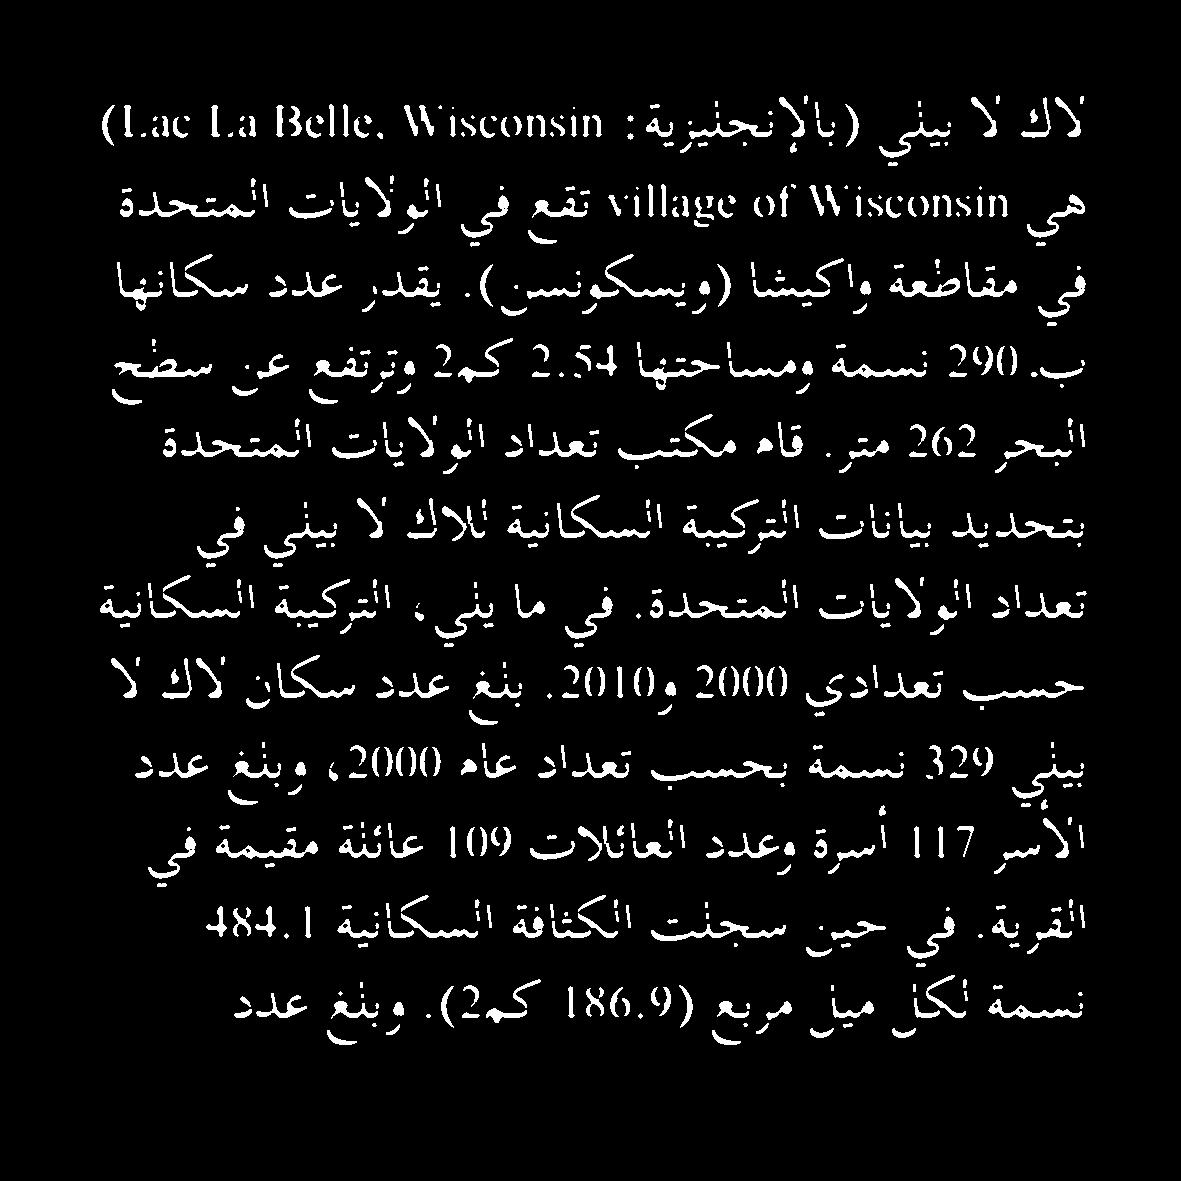 لاك لا بيلي (بالإنجليزية: Lac La Belle, Wisconsin)
هي village of Wisconsin تقع في الولايات المتحدة
في مقاطعة واكيشا (ويسكونسن). يقدر عدد سكانها
ب. 290 نسمة ومساحتها 2.54 كم2 وترتفع عن سطح
البحر 262 متر. قام مكتب تعداد الولايات المتحدة
بتحديد بيانات التركيبة السكانية للاك لا بيلي في
تعداد الولايات المتحدة. في ما يلي، التركيبة السكانية
حسب تعدادي 2000 و2010. بلغ عدد سكان لاك لا
بيلي 329 نسمة بحسب تعداد عام 2000، وبلغ عدد
الأسر 117 أسرة وعدد العائلات 109 عائلة مقيمة في
القرية. في حين سجلت الكثافة السكانية 484.1
نسمة لكل ميل مربع (186.9 كم2). وبلغ عدد